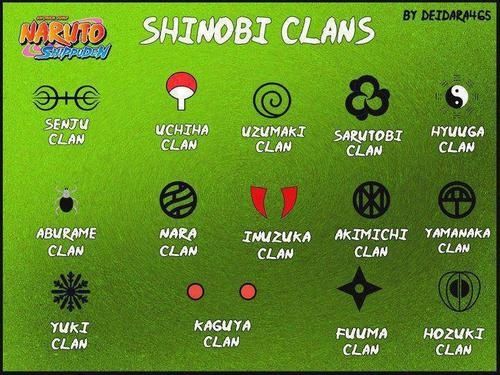 BY DEIDARA465
NARUTO
SHIPPUDEN
SHINOBI CLANS
SENJU
CLAN
UCHIHA
CLAN
UZUMAKI
CLAN
SARUTOBI
CLAN
HYUUGA
CLAN
ABURAME
CLAN
NARA
CLAN
INUZUKA
CLAN
AKIMICHI
CLAN
YAMANAKA
CLAN
YUKI
CLAN
KAGUYA
CLAN
FUUMA
CLAN
HOZUKI
CLAN